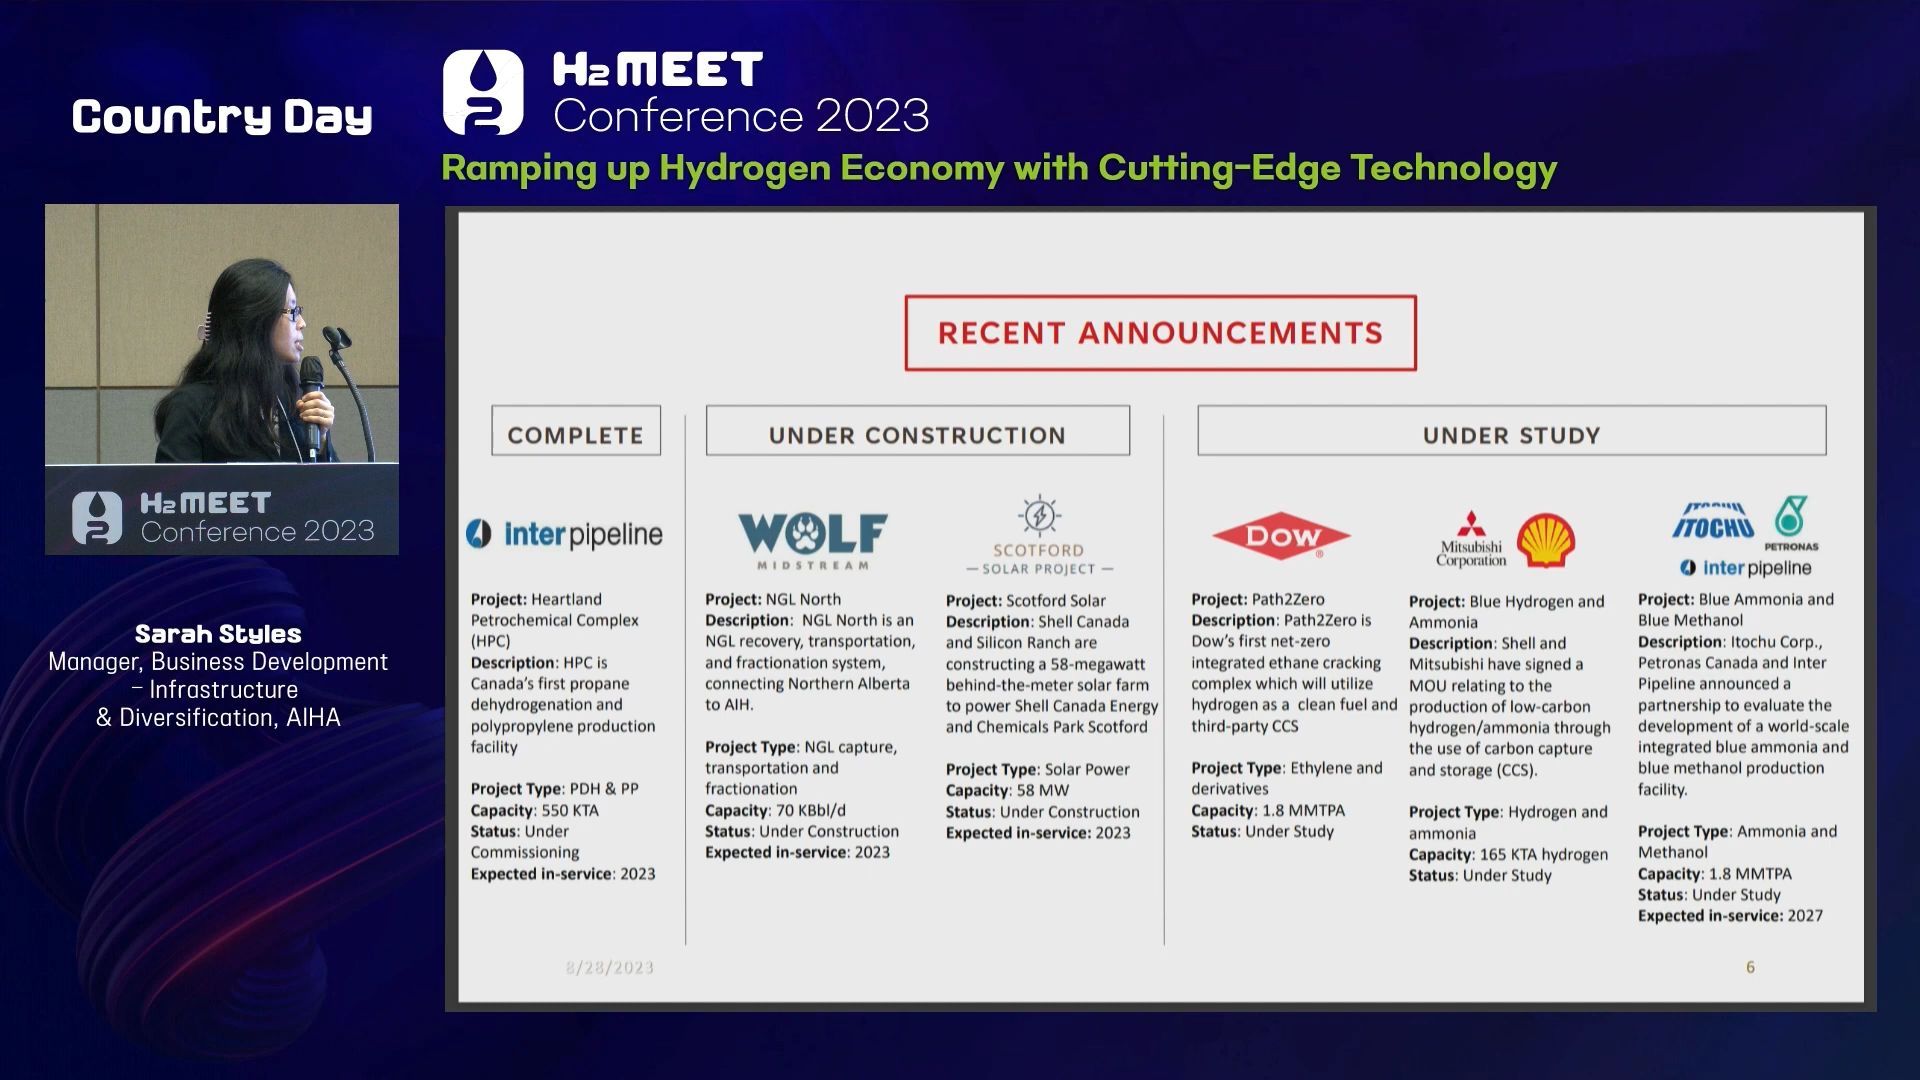 Country Day
H2 MEET
Conference 2023
Ramping up Hydrogen Economy with Cutting-Edge Technology
H2 MEET
Conference 2023
Sarah Styles
Manager, Business Development
– Infrastructure
& Diversification, AIHA
RECENT ANNOUNCEMENTS
COMPLETE
inter pipeline
Project: Heartland
Petrochemical Complex
(HPC)
Description: HPC is
Canada's first propane
dehydrogenation and
polypropylene production
facility
Project Type: PDH & PP
Capacity: 550 KTA
Status: Under
Commissioning
Expected in-service: 2023
UNDER CONSTRUCTION
WOLF
MIDSTREAM
Project: NGL North
Description: NGL North is an
NGL recovery, transportation,
and fractionation system,
connecting Northern Alberta
to AIH.
Project Type: NGL capture,
transportation and
fractionation
Capacity: 70 KBbl/d
Status: Under Construction
Expected in-service: 2023
SCOTFORD
SOLAR PROJECT
Project: Scotford Solar
Description: Shell Canada
and Silicon Ranch are
constructing a 58-megawatt
behind-the-meter solar farm
to power Shell Canada Energy
and Chemicals Park Scotford
Project Type: Solar Power
Capacity: 58 MW
Status: Under Construction
Expected in-service: 2023
UNDER STUDY
DOW
Project: Path2Zero
Description: Path2Zero is
Dow's first net-zero
integrated ethane cracking
complex which will utilize
hydrogen as a clean fuel and
third-party CCS
Project Type: Ethylene and
derivatives
Capacity: 1.8 MMTPA
Status: Under Study
Mitsubishi
Corporation
Project: Blue Hydrogen and
Ammonia
Description: Shell and
Mitsubishi have signed a
MOU relating to the
production of low-carbon
hydrogen/ammonia through
the use of carbon capture
and storage (CCS).
Project Type: Hydrogen and
ammonia
Capacity: 165 KTA hydrogen
Status: Under Study
ITOCHU
PETRONAS
inter pipeline
Project: Blue Ammonia and
Blue Methanol
Description: Itochu Corp.,
Petronas Canada and Inter
Pipeline announced a
partnership to evaluate the
development of a world-scale
integrated blue ammonia and
blue methanol production
facility.
Project Type: Ammonia and
Methanol
Capacity: 1.8 MMTPA
Status: Under Study
Expected in-service: 2027
8/28/2023
6